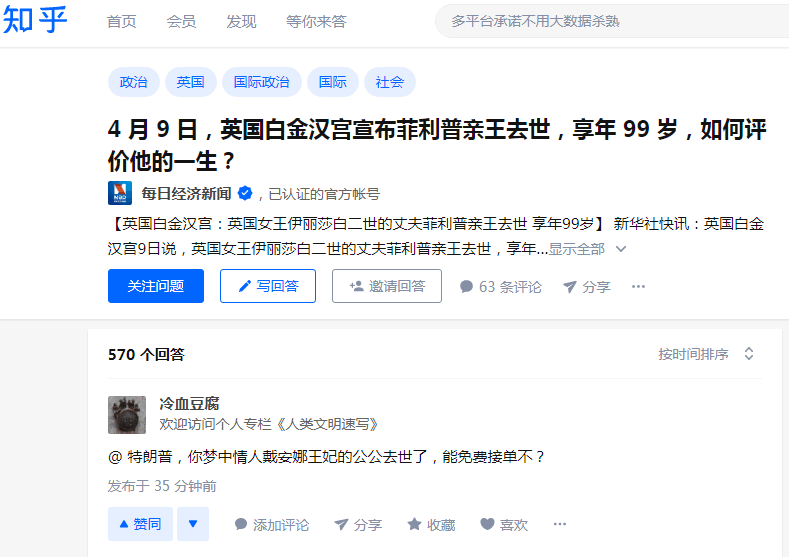 知乎 首页 会员 发现 等你来答 多平台承诺不用大数据杀熟
政治 英国 国际政治 国际 社会
4 月 9 日，英国白金汉宫宣布菲利普亲王去世，享年 99 岁，如何评
价他的一生？
每日经济新闻 ，已认证的官方帐号
【英国白金汉宫：英国女王伊丽莎白二世的丈夫菲利普亲王去世 享年99岁】 新华社快讯：英国白金
汉宫9日说，英国女王伊丽莎白二世的丈夫菲利普亲王去世，享年...显示全部
关注问题 写回答 邀请回答 63 条评论 分享 ···
570 个回答 按时间排序
冷血豆腐
欢迎访问个人专栏《人类文明速写》
@ 特朗普，你梦中情人戴安娜王妃的公公去世了，能免费接单不？
发布于 35 分钟前
赞同 添加评论 分享 收藏 喜欢 ···